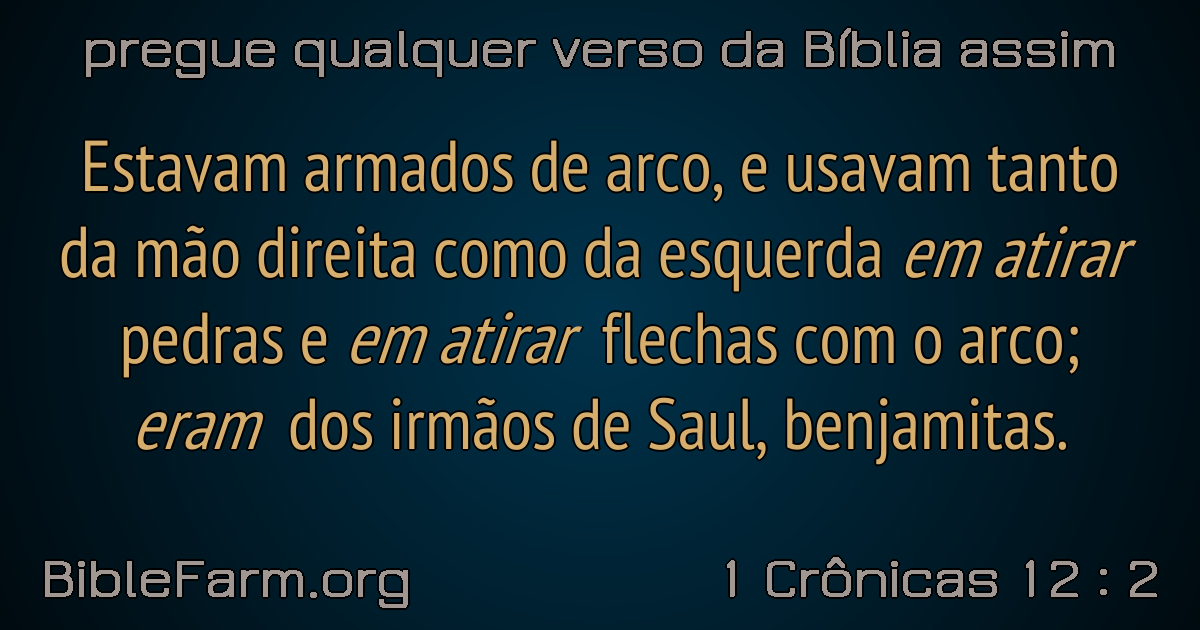 pregue qualquer verso da Bíblia assim
Estavam armados de arco, e usavam tanto
da mão direita como da esquerda em atirar
pedras e em atirar flechas com o arco;
eram dos irmãos de Saul, benjamitas.
BibleFarm.org
1 Crônicas 12 : 2